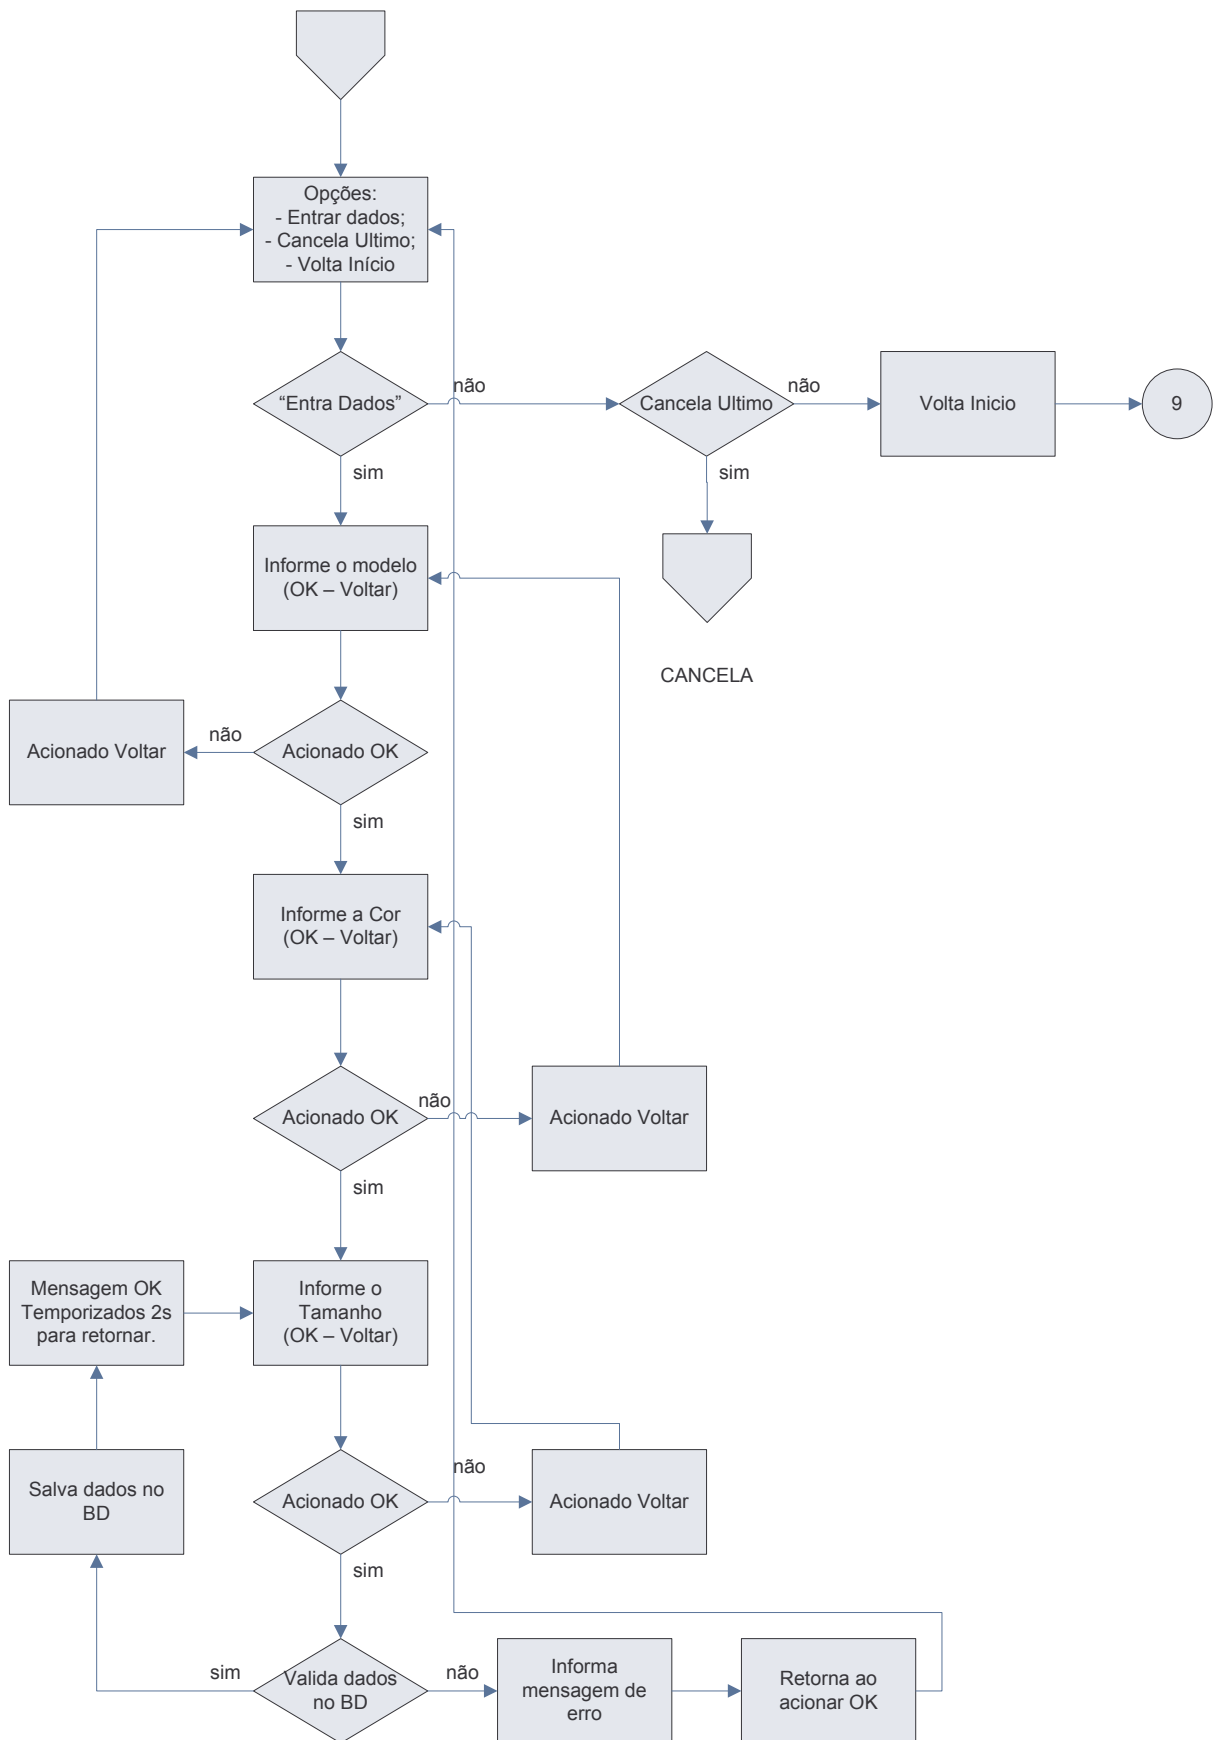 Opções:
- Entrar dados;
- Cancela Ultimo;
- Volta Início
“Entra Dados”
não
Cancela Ultimo
não
Volta Inicio
9
sim
sim
Informe o modelo
(OK – Voltar)
CANCELA
Acionado Voltar
não
Acionado OK
sim
Informe a Cor
(OK – Voltar)
Acionado OK
não
Acionado Voltar
sim
Mensagem OK
Temporizados 2s
para retornar.
Informe o
Tamanho
(OK – Voltar)
Salva dados no
BD
Acionado OK
não
Acionado Voltar
sim
sim
Valida dados
no BD
não
Informa
mensagem de
erro
Retorna ao
acionar OK